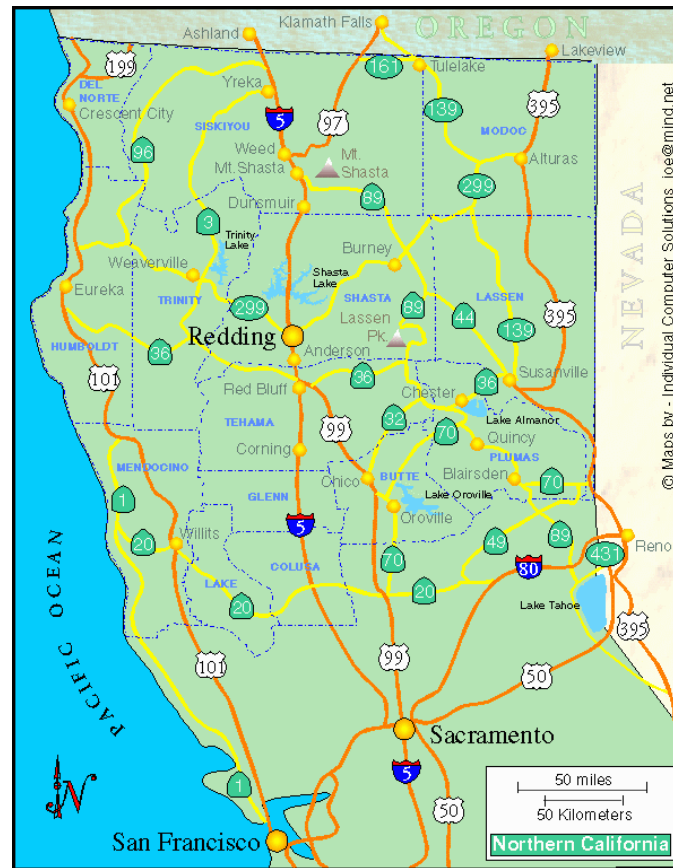 OREGON
Klamath Falls
Ashland
Lakeview
199
161
Tulelake
DEL
NORTE
Crescent City
Yreka
SISKIYOU
5
97
139
395
MODOC
96
Weed
Mt. Shasta
Mt.
Shasta
Alturas
299
89
Dunsmuir
3
Trinity
Lake
Burney
Weaverville
Shasta
Lake
Eureka
TRINITY
299
SHASTA
89
LASSEN
44
395
Lassen
Pk.
139
Redding
HUMBOLDT
36
Anderson
101
Red Bluff
36
Chester
36
Susanville
TEHAMA
99
32
Lake Almanor
70
Quincy
Corning
PLUMAS
MENDOCINO
Chico
BUTTE
Blairsden
70
1
GLENN
Lake Oroville
Oroville
5
20
Willits
70
49
89
Reno
431
80
LAKE
COLUSA
20
20
Lake Tahoe
395
101
99
50
Sacramento
5
50
1
San Francisco
PACIFIC OCEAN
NEVADA
© Maps by - Individual Computer Solutions joe@mind.net
N
50 miles
50 Kilometers
Northern California